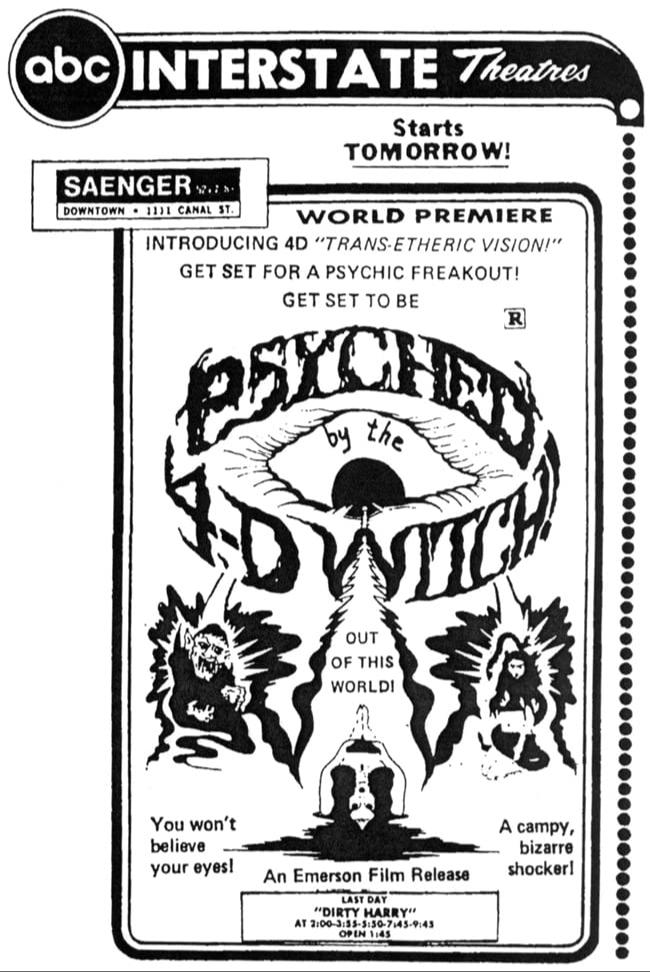 abc INTERSTATE Theatres
Starts
TOMORROW!
SAENGER
DOWNTOWN • 1111 CANAL ST.
WORLD PREMIERE
INTRODUCING 4D "TRANS-ETHERIC VISION!"
GET SET FOR A PSYCHIC FREAKOUT!
GET SET TO BE
R
PSYCHED
by the
4-D WITCH!
OUT
OF THIS
WORLD!
You won't
believe
your eyes!
A campy,
bizarre
shocker!
An Emerson Film Release
LAST DAY
"DIRTY HARRY"
AT 2:00-3:55-5:50-7:45-9:45
OPEN 1:45